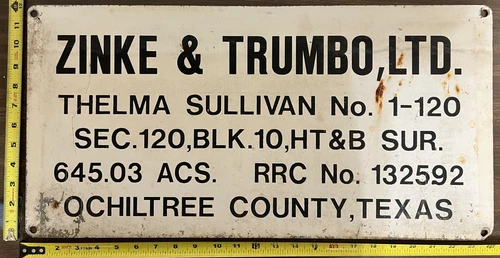 ZINKE & TRUMBO, LTD.
THELMA SULLIVAN No. 1-120
SEC.120, BLK.10, HT&B SUR.
645.03 ACS. RRC No. 132592
OCHILTREE COUNTY, TEXAS